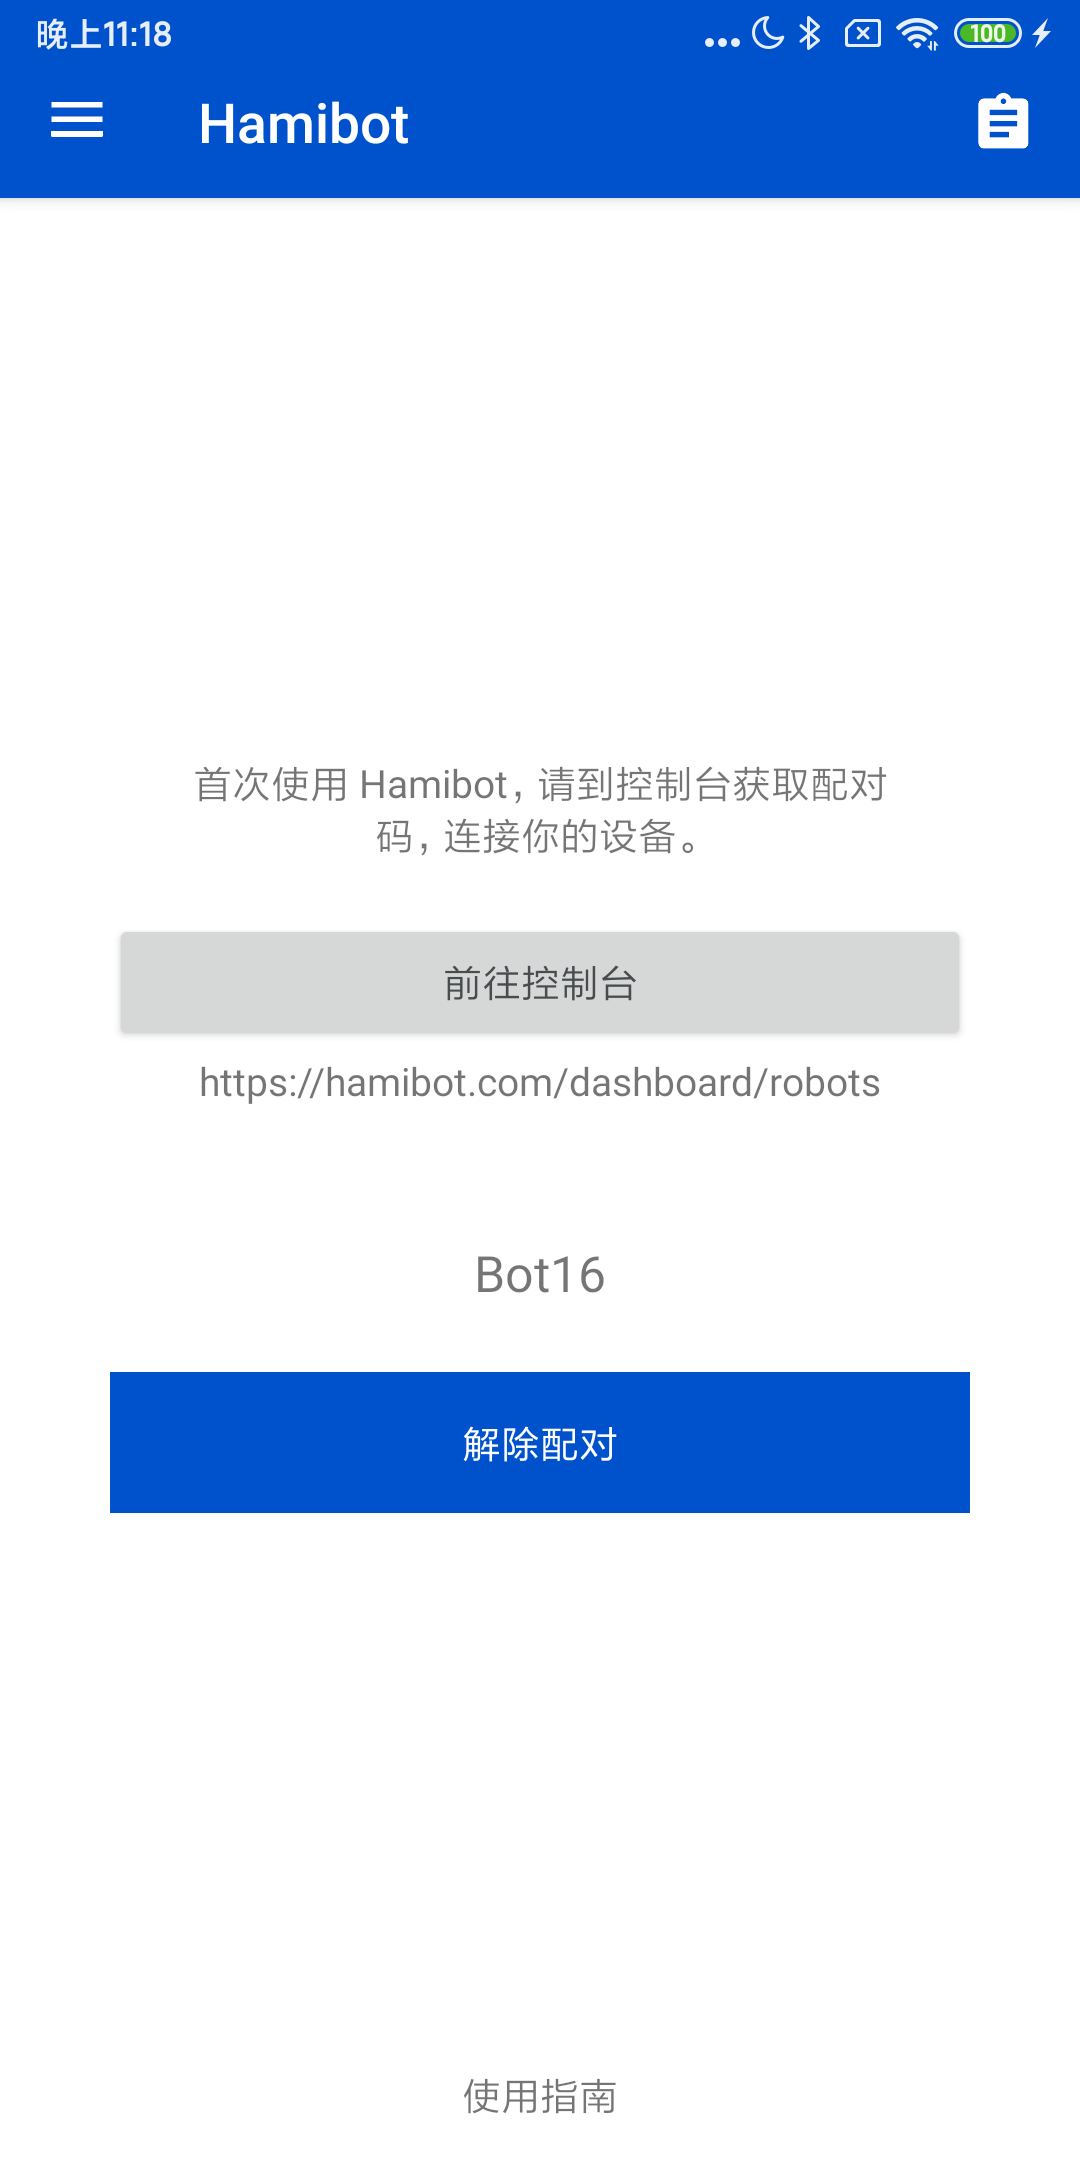 晚上11:18
100
Hamibot
首次使用 Hamibot，请到控制台获取配对
码，连接你的设备。
前往控制台
https://hamibot.com/dashboard/robots
Bot16
解除配对
使用指南